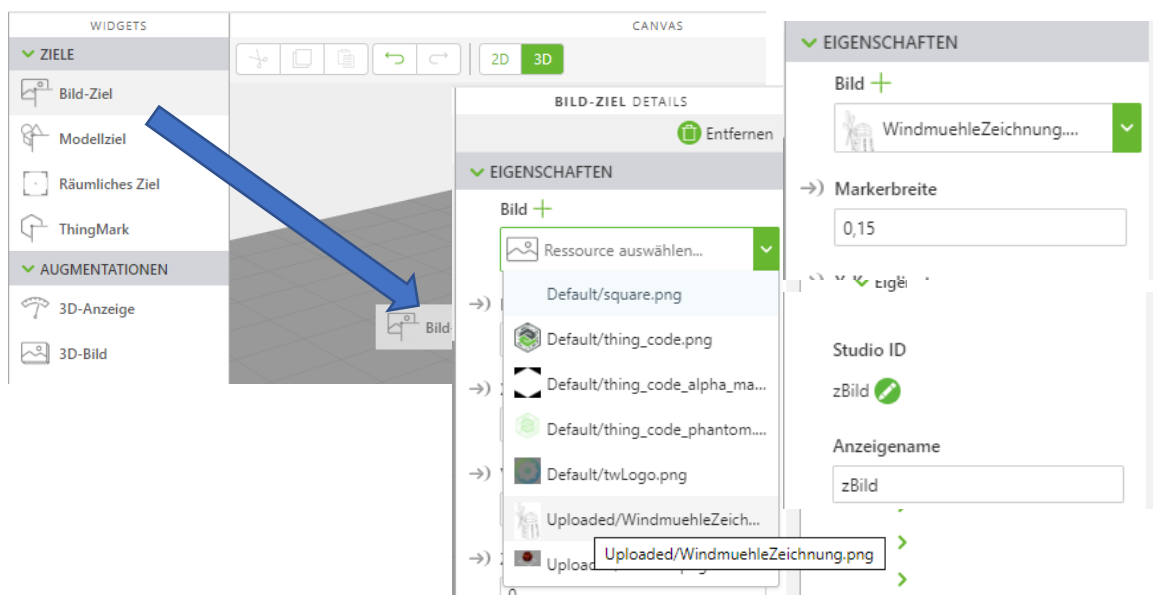 WIDGETS
ZIELE
Bild-Ziel
Modellziel
Räumliches Ziel
ThingMark
AUGMENTATIONEN
3D-Anzeige
3D-Bild
CANVAS
2D 3D
Bild-
BILD-ZIEL DETAILS
Entfernen
EIGENSCHAFTEN
Bild
Ressource auswählen...
Default/square.png
Default/thing_code.png
Default/thing_code_alpha_ma...
Default/thing_code_phantom....
Default/twLogo.png
Uploaded/WindmuehleZeich...
Uploaded/WindmuehleZeichnung.png
EIGENSCHAFTEN
Bild
WindmuehleZeichnung....
Markerbreite
0,15
Studio ID
zBild
Anzeigename
zBild